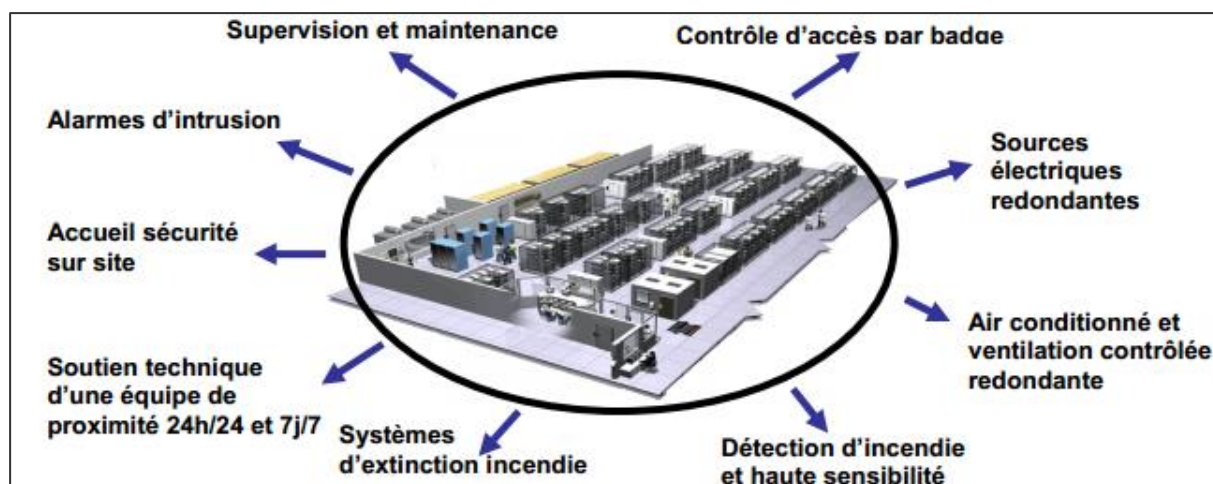 Supervision et maintenance
Contrôle d'accès par badge
Alarmes d'intrusion
Sources
électriques
redondantes
Accueil sécurité
sur site
Air conditionné et
ventilation contrôlée
redondante
Soutien technique
d'une équipe de
proximité 24h/24 et 7j/7
Systèmes
d'extinction incendie
Détection d'incendie
et haute sensibilité